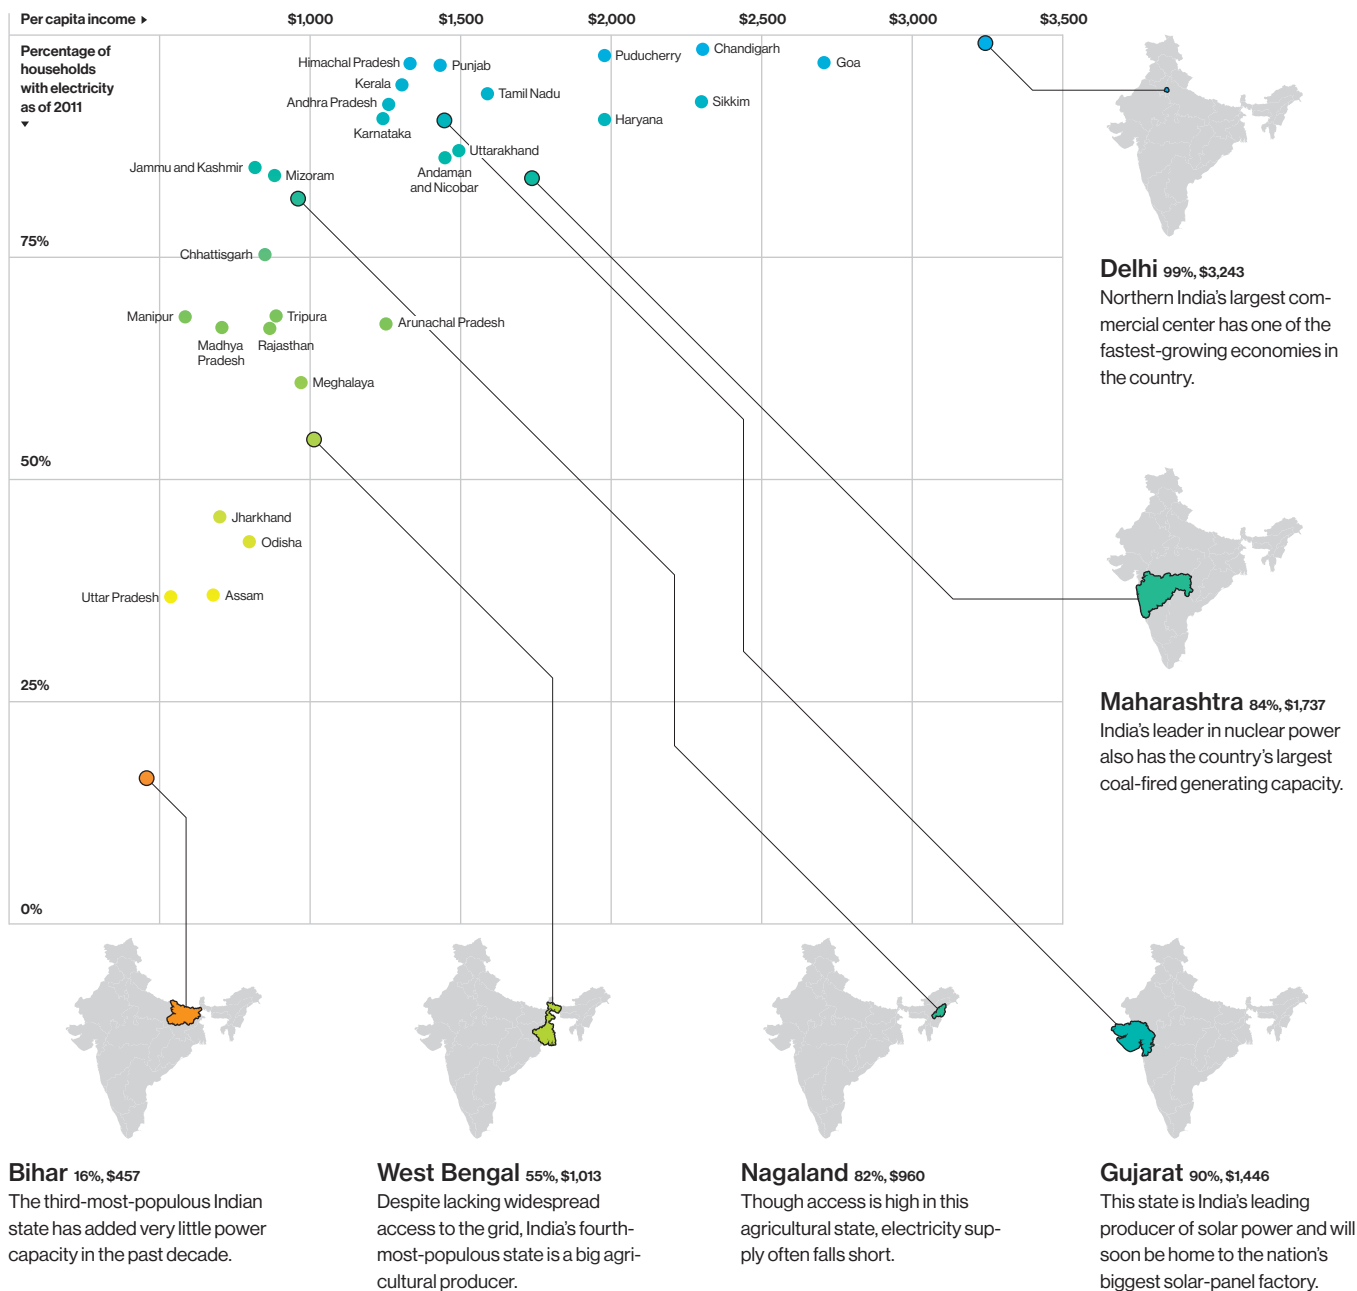 Per capita income ▸
$1,000
$1,500
$2,000
$2,500
$3,000
$3,500
Percentage of
households
with electricity
as of 2011
▾
75%
50%
25%
0%
Himachal Pradesh
Punjab
Kerala
Andhra Pradesh
Karnataka
Tamil Nadu
Puducherry
Chandigarh
Goa
Sikkim
Haryana
Uttarakhand
Andaman
and Nicobar
Jammu and Kashmir
Mizoram
Chhattisgarh
Manipur
Madhya
Pradesh
Tripura
Rajasthan
Arunachal Pradesh
Meghalaya
Jharkhand
Odisha
Uttar Pradesh
Assam
Delhi 99%, $3,243
Northern India’s largest com-
mercial center has one of the
fastest-growing economies in
the country.
Maharashtra 84%, $1,737
India’s leader in nuclear power
also has the country’s largest
coal-fired generating capacity.
Bihar 16%, $457
The third-most-populous Indian
state has added very little power
capacity in the past decade.
West Bengal 55%, $1,013
Despite lacking widespread
access to the grid, India’s fourth-
most-populous state is a big agri-
cultural producer.
Nagaland 82%, $960
Though access is high in this
agricultural state, electricity sup-
ply often falls short.
Gujarat 90%, $1,446
This state is India’s leading
producer of solar power and will
soon be home to the nation’s
biggest solar-panel factory.